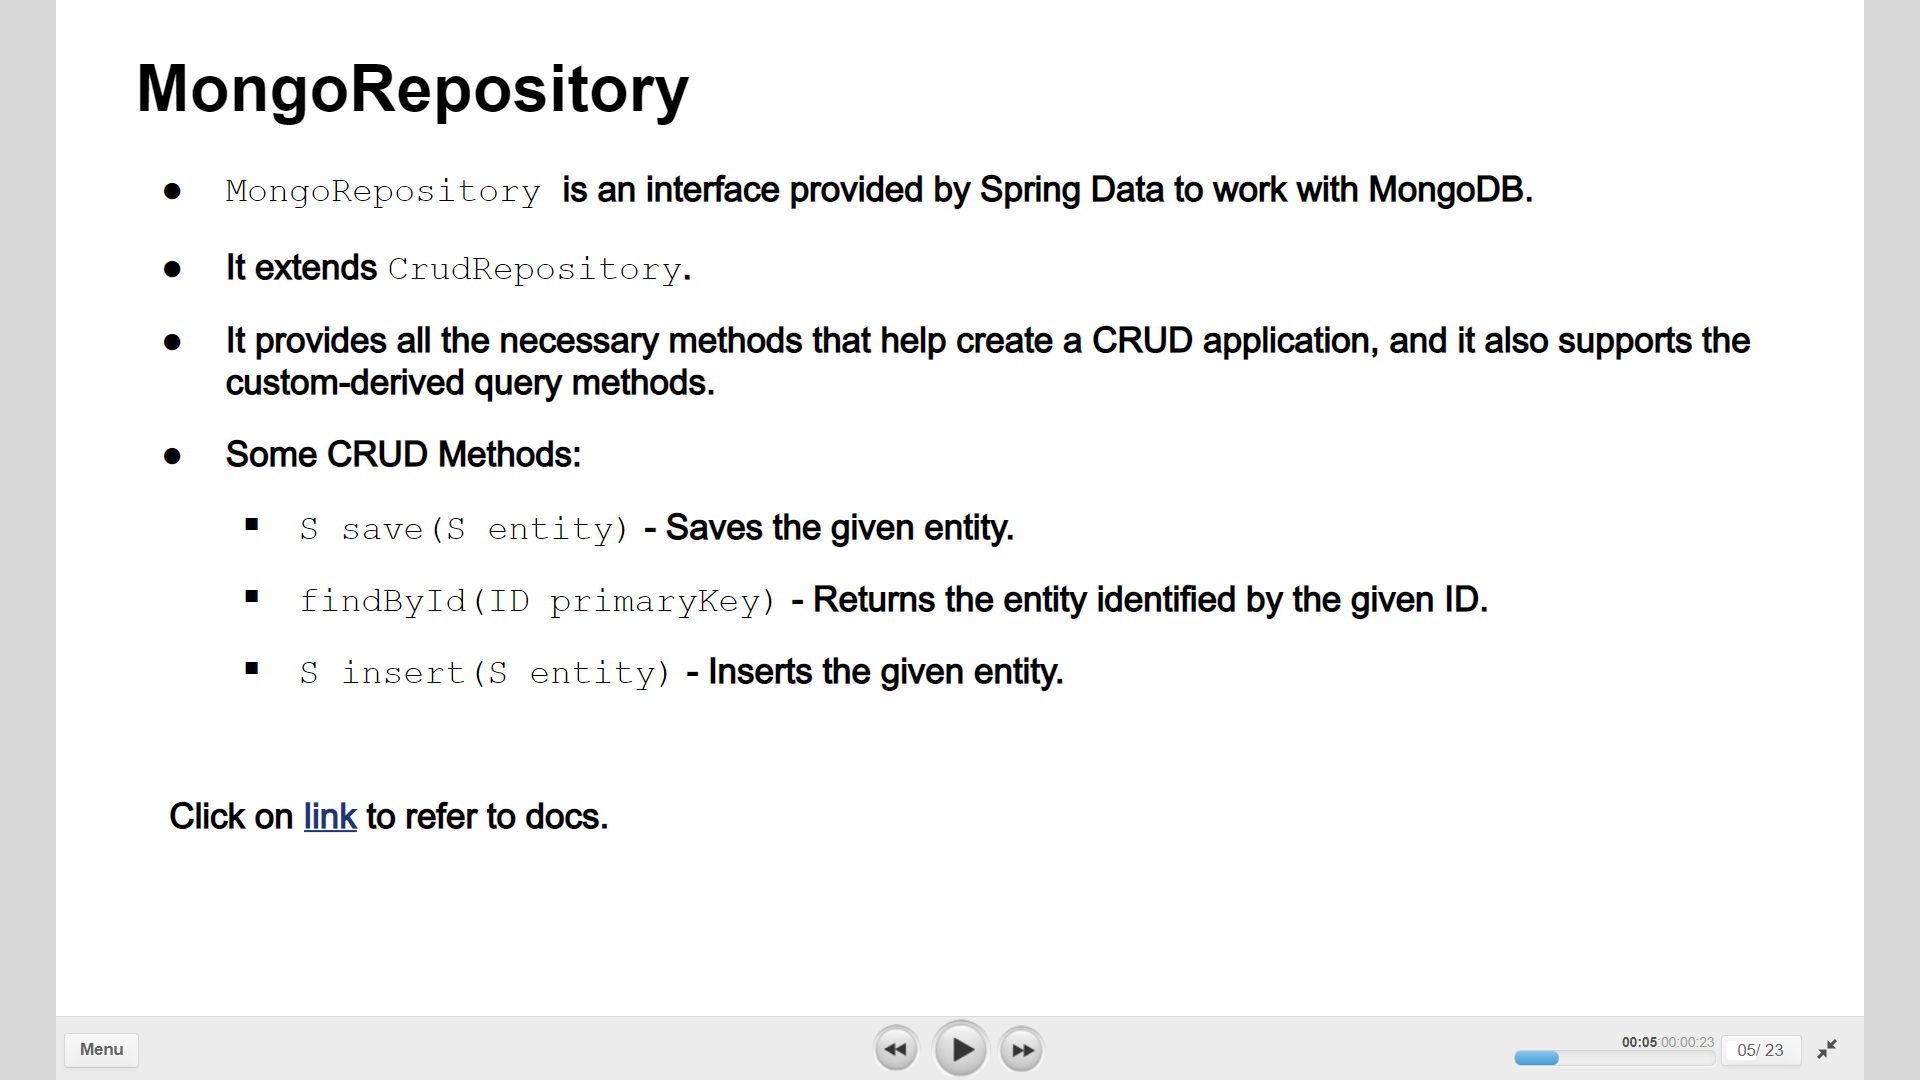 MongoRepository
● MongoRepository is an interface provided by Spring Data to work with MongoDB.
● It extends CrudRepository.
● It provides all the necessary methods that help create a CRUD application, and it also supports the
custom-derived query methods.
● Some CRUD Methods:
▪ S save(S entity) - Saves the given entity.
▪ findById(ID primaryKey) - Returns the entity identified by the given ID.
▪ S insert(S entity) - Inserts the given entity.
Click on link to refer to docs.
Menu
00:05:00:00:23
05/ 23